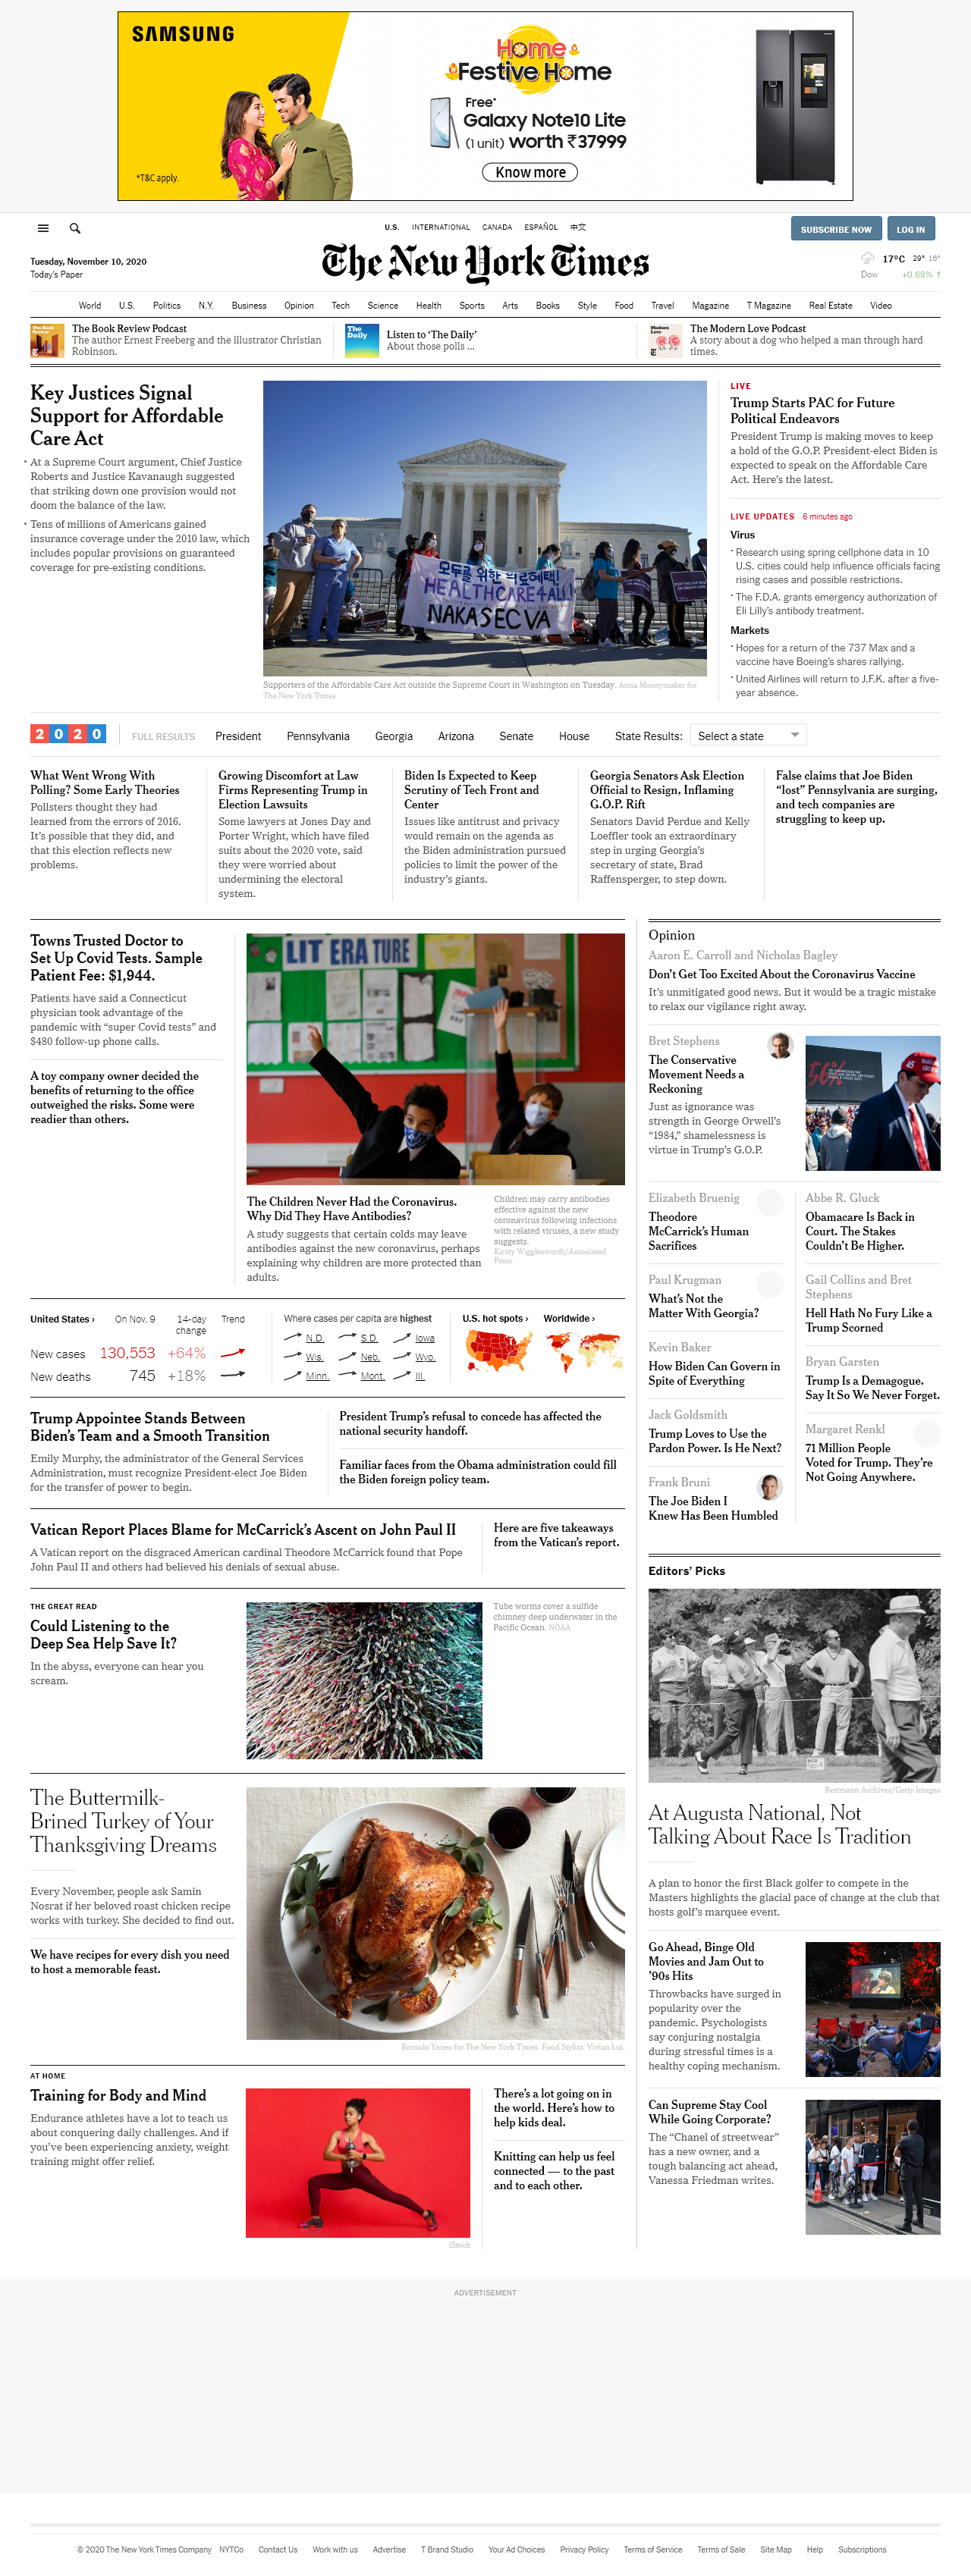 SAMSUNG
Home
Festive Home
Free*
Galaxy Note10 Lite
(1 unit) worth ₹37999
Know more
*T&C apply.
U.S. INTERNATIONAL CANADA ESPAÑOL 中文
SUBSCRIBE NOW LOG IN
Tuesday, November 10, 2020
Today's Paper
The New York Times
17°C 29° 16°
Dow +0.69% ↑
World U.S. Politics N.Y. Business Opinion Tech Science Health Sports Arts Books Style Food Travel Magazine T Magazine Real Estate Video
The Book Review Podcast
The author Ernest Freeberg and the illustrator Christian
Robinson.
The
Daily
Listen to ‘The Daily’
About those polls ...
Modern
Love
The Modern Love Podcast
A story about a dog who helped a man through hard
times.
Key Justices Signal
Support for Affordable
Care Act
• At a Supreme Court argument, Chief Justice
Roberts and Justice Kavanaugh suggested
that striking down one provision would not
doom the balance of the law.
• Tens of millions of Americans gained
insurance coverage under the 2010 law, which
includes popular provisions on guaranteed
coverage for pre-existing conditions.
모두를 위한 의료혜택!
HEALTHCARE4ALL!
NAKASEC VA
Supporters of the Affordable Care Act outside the Supreme Court in Washington on Tuesday. Anna Moneymaker for
The New York Times
LIVE
Trump Starts PAC for Future
Political Endeavors
President Trump is making moves to keep
a hold of the G.O.P. President-elect Biden is
expected to speak on the Affordable Care
Act. Here's the latest.
LIVE UPDATES 6 minutes ago
Virus
• Research using spring cellphone data in 10
U.S. cities could help influence officials facing
rising cases and possible restrictions.
• The F.D.A. grants emergency authorization of
Eli Lilly's antibody treatment.
Markets
• Hopes for a return of the 737 Max and a
vaccine have Boeing's shares rallying.
• United Airlines will return to J.F.K. after a five-
year absence.
2020 FULL RESULTS President Pennsylvania Georgia Arizona Senate House State Results: Select a state
What Went Wrong With
Polling? Some Early Theories
Pollsters thought they had
learned from the errors of 2016.
It's possible that they did, and
that this election reflects new
problems.
Growing Discomfort at Law
Firms Representing Trump in
Election Lawsuits
Some lawyers at Jones Day and
Porter Wright, which have filed
suits about the 2020 vote, said
they were worried about
undermining the electoral
system.
Biden Is Expected to Keep
Scrutiny of Tech Front and
Center
Issues like antitrust and privacy
would remain on the agenda as
the Biden administration pursued
policies to limit the power of the
industry's giants.
Georgia Senators Ask Election
Official to Resign, Inflaming
G.O.P. Rift
Senators David Perdue and Kelly
Loeffler took an extraordinary
step in urging Georgia's
secretary of state, Brad
Raffensperger, to step down.
False claims that Joe Biden
“lost” Pennsylvania are surging,
and tech companies are
struggling to keep up.
Towns Trusted Doctor to
Set Up Covid Tests. Sample
Patient Fee: $1,944.
Patients have said a Connecticut
physician took advantage of the
pandemic with “super Covid tests” and
$480 follow-up phone calls.
A toy company owner decided the
benefits of returning to the office
outweighed the risks. Some were
readier than others.
LITERATURE
The Children Never Had the Coronavirus.
Why Did They Have Antibodies?
A study suggests that certain colds may leave
antibodies against the new coronavirus, perhaps
explaining why children are more protected than
adults.
Children may carry antibodies
effective against the new
coronavirus following infections
with related viruses, a new study
suggests.
Kirsty Wigglesworth/Associated
Press
United States › On Nov. 9 14-day
change Trend
New cases 130,553 +64%
New deaths 745 +18%
Where cases per capita are highest
N.D. S.D. Iowa
Wis. Neb. Wyo.
Minn. Mont. Ill.
U.S. hot spots › Worldwide ›
Trump Appointee Stands Between
Biden's Team and a Smooth Transition
Emily Murphy, the administrator of the General Services
Administration, must recognize President-elect Joe Biden
for the transfer of power to begin.
President Trump's refusal to concede has affected the
national security handoff.
Familiar faces from the Obama administration could fill
the Biden foreign policy team.
Vatican Report Places Blame for McCarrick's Ascent on John Paul II
A Vatican report on the disgraced American cardinal Theodore McCarrick found that Pope
John Paul II and others had believed his denials of sexual abuse.
Here are five takeaways
from the Vatican's report.
THE GREAT READ
Could Listening to the
Deep Sea Help Save It?
In the abyss, everyone can hear you
scream.
Tube worms cover a sulfide
chimney deep underwater in the
Pacific Ocean. NOAA
The Buttermilk-
Brined Turkey of Your
Thanksgiving Dreams
Every November, people ask Samin
Nosrat if her beloved roast chicken recipe
works with turkey. She decided to find out.
We have recipes for every dish you need
to host a memorable feast.
Romulo Yanes for The New York Times. Food Stylist: Vivian Lui.
AT HOME
Training for Body and Mind
Endurance athletes have a lot to teach us
about conquering daily challenges. And if
you've been experiencing anxiety, weight
training might offer relief.
iStock
There's a lot going on in
the world. Here's how to
help kids deal.
Knitting can help us feel
connected — to the past
and to each other.
Opinion
Aaron E. Carroll and Nicholas Bagley
Don't Get Too Excited About the Coronavirus Vaccine
It's unmitigated good news. But it would be a tragic mistake
to relax our vigilance right away.
Bret Stephens
The Conservative
Movement Needs a
Reckoning
Just as ignorance was
strength in George Orwell's
“1984,” shamelessness is
virtue in Trump's G.O.P.
56%
45
Elizabeth Bruenig
Theodore
McCarrick's Human
Sacrifices
Paul Krugman
What's Not the
Matter With Georgia?
Kevin Baker
How Biden Can Govern in
Spite of Everything
Jack Goldsmith
Trump Loves to Use the
Pardon Power. Is He Next?
Frank Bruni
The Joe Biden I
Knew Has Been Humbled
Abbe R. Gluck
Obamacare Is Back in
Court. The Stakes
Couldn't Be Higher.
Gail Collins and Bret
Stephens
Hell Hath No Fury Like a
Trump Scorned
Bryan Garsten
Trump Is a Demagogue.
Say It So We Never Forget.
Margaret Renkl
71 Million People
Voted for Trump. They're
Not Going Anywhere.
Editors' Picks
Bettmann Archives/Getty Images
At Augusta National, Not
Talking About Race Is Tradition
A plan to honor the first Black golfer to compete in the
Masters highlights the glacial pace of change at the club that
hosts golf's marquee event.
Go Ahead, Binge Old
Movies and Jam Out to
’90s Hits
Throwbacks have surged in
popularity over the
pandemic. Psychologists
say conjuring nostalgia
during stressful times is a
healthy coping mechanism.
Can Supreme Stay Cool
While Going Corporate?
The “Chanel of streetwear”
has a new owner, and a
tough balancing act ahead,
Vanessa Friedman writes.
ADVERTISEMENT
© 2020 The New York Times Company NYTCo Contact Us Work with us Advertise T Brand Studio Your Ad Choices Privacy Policy Terms of Service Terms of Sale Site Map Help Subscriptions